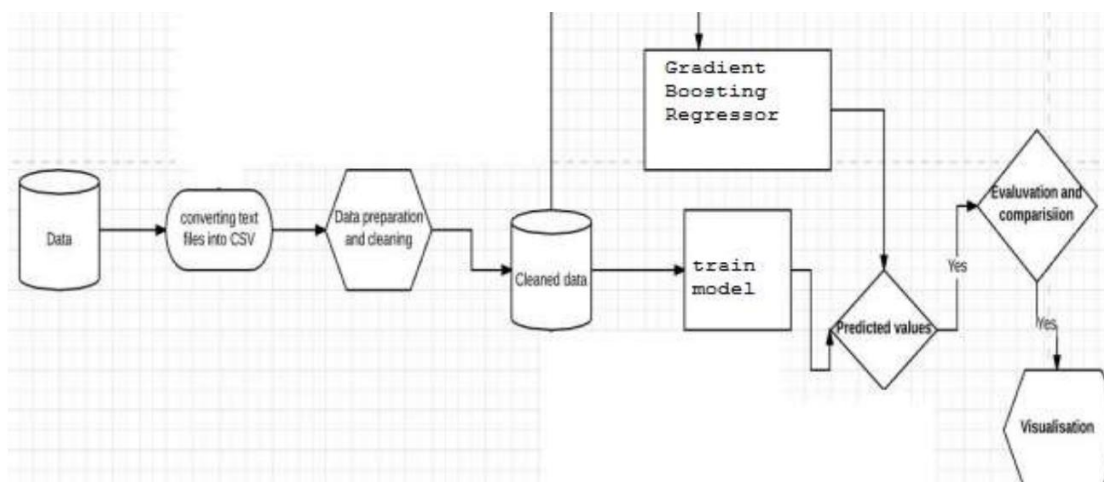 Gradient
Boosting
Regressor
Data
converting text
files into CSV
Data preparation
and cleaning
Cleaned data
train
model
Predicted values
Yes
Evaluvation and
comparisiion
Yes
Visualisation